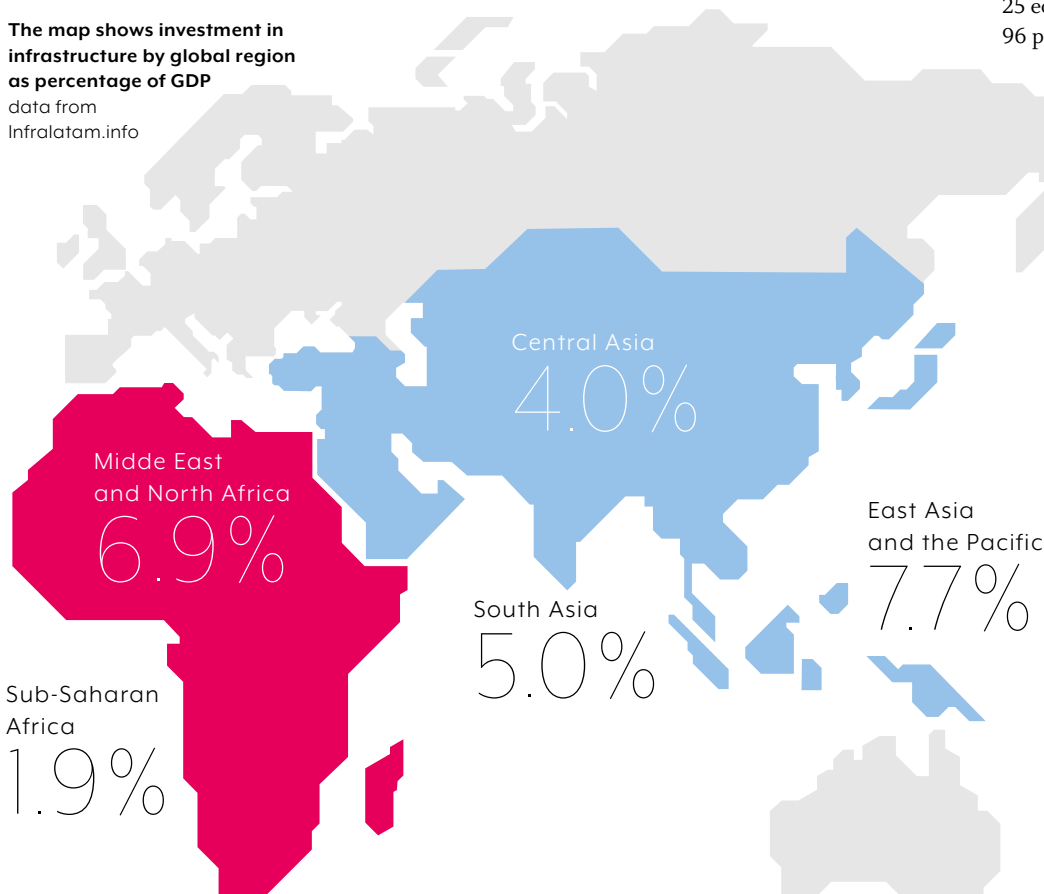 The map shows investment in
infrastructure by global region
as percentage of GDP
data from
Infralatam.info
96 p
Central Asia
4.0%
Midde East
and North Africa
6.9%
East Asia
and the Pacific
7.7%
South Asia
5.0%
Sub-Saharan
Africa
1.9%